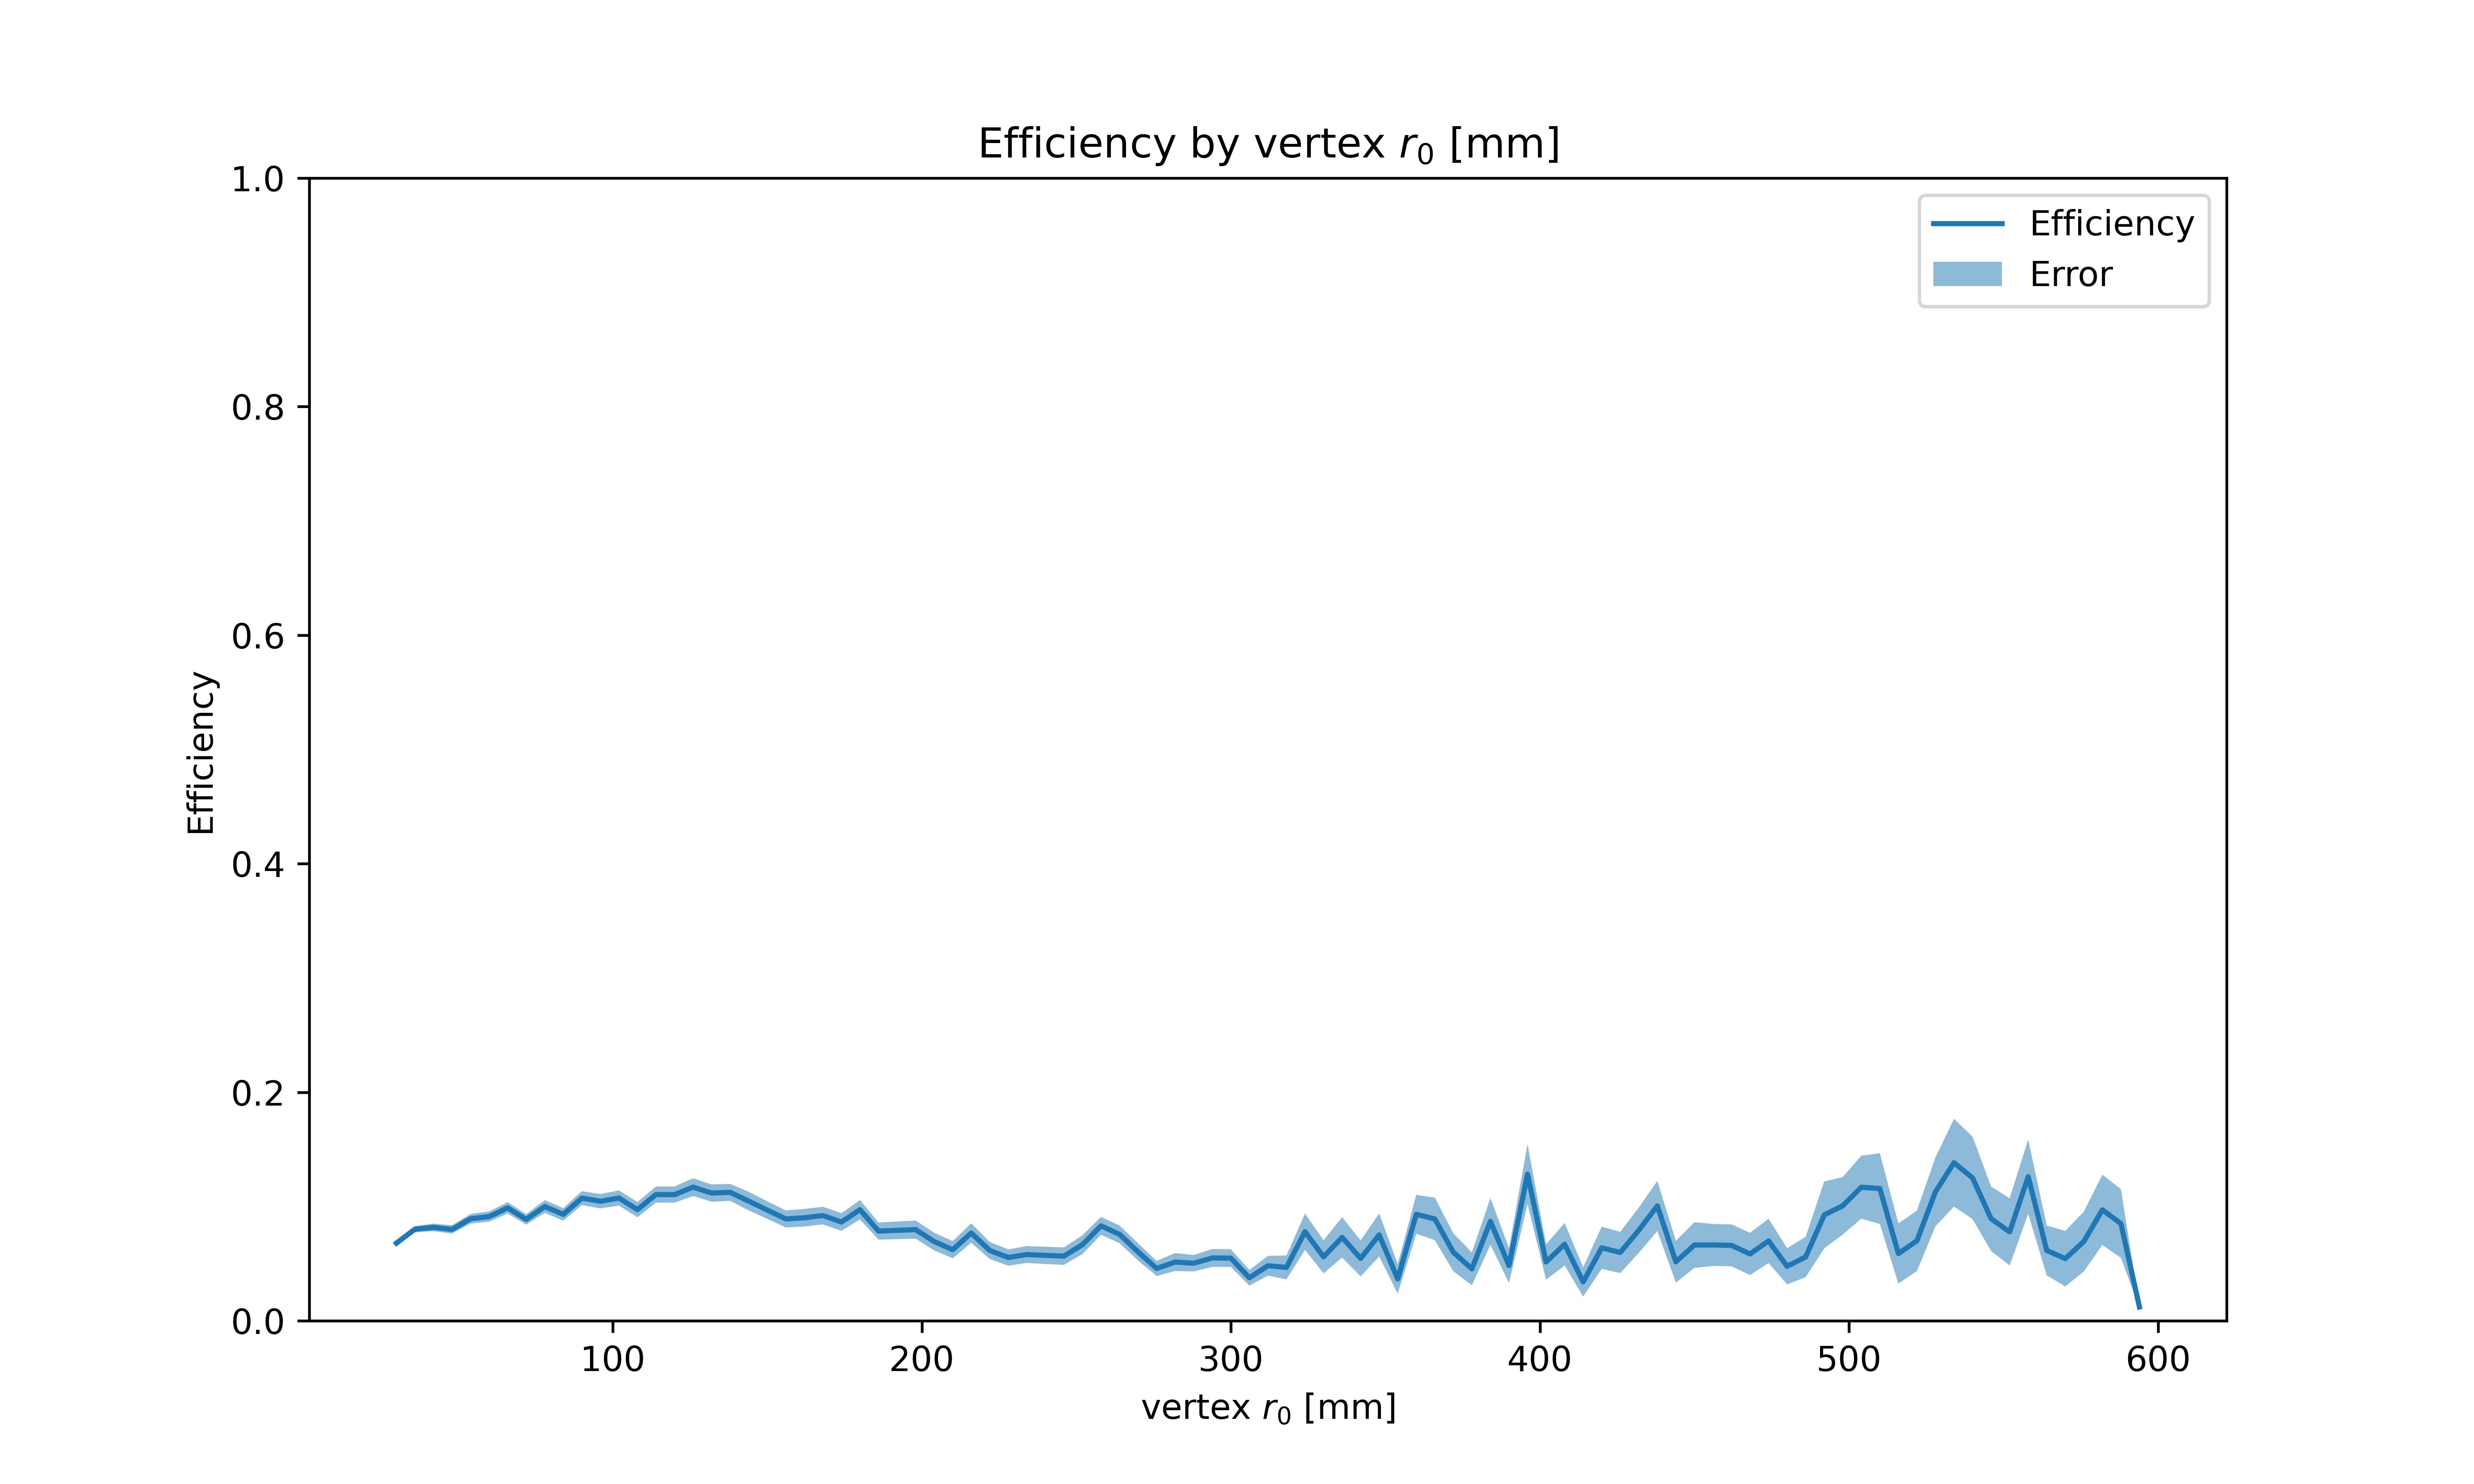 Efficiency by vertex r₀ [mm]
Efficiency
Error
1.0
0.8
0.6
0.4
0.2
0.0
Efficiency
100 200 300 400 500 600
vertex r₀ [mm]